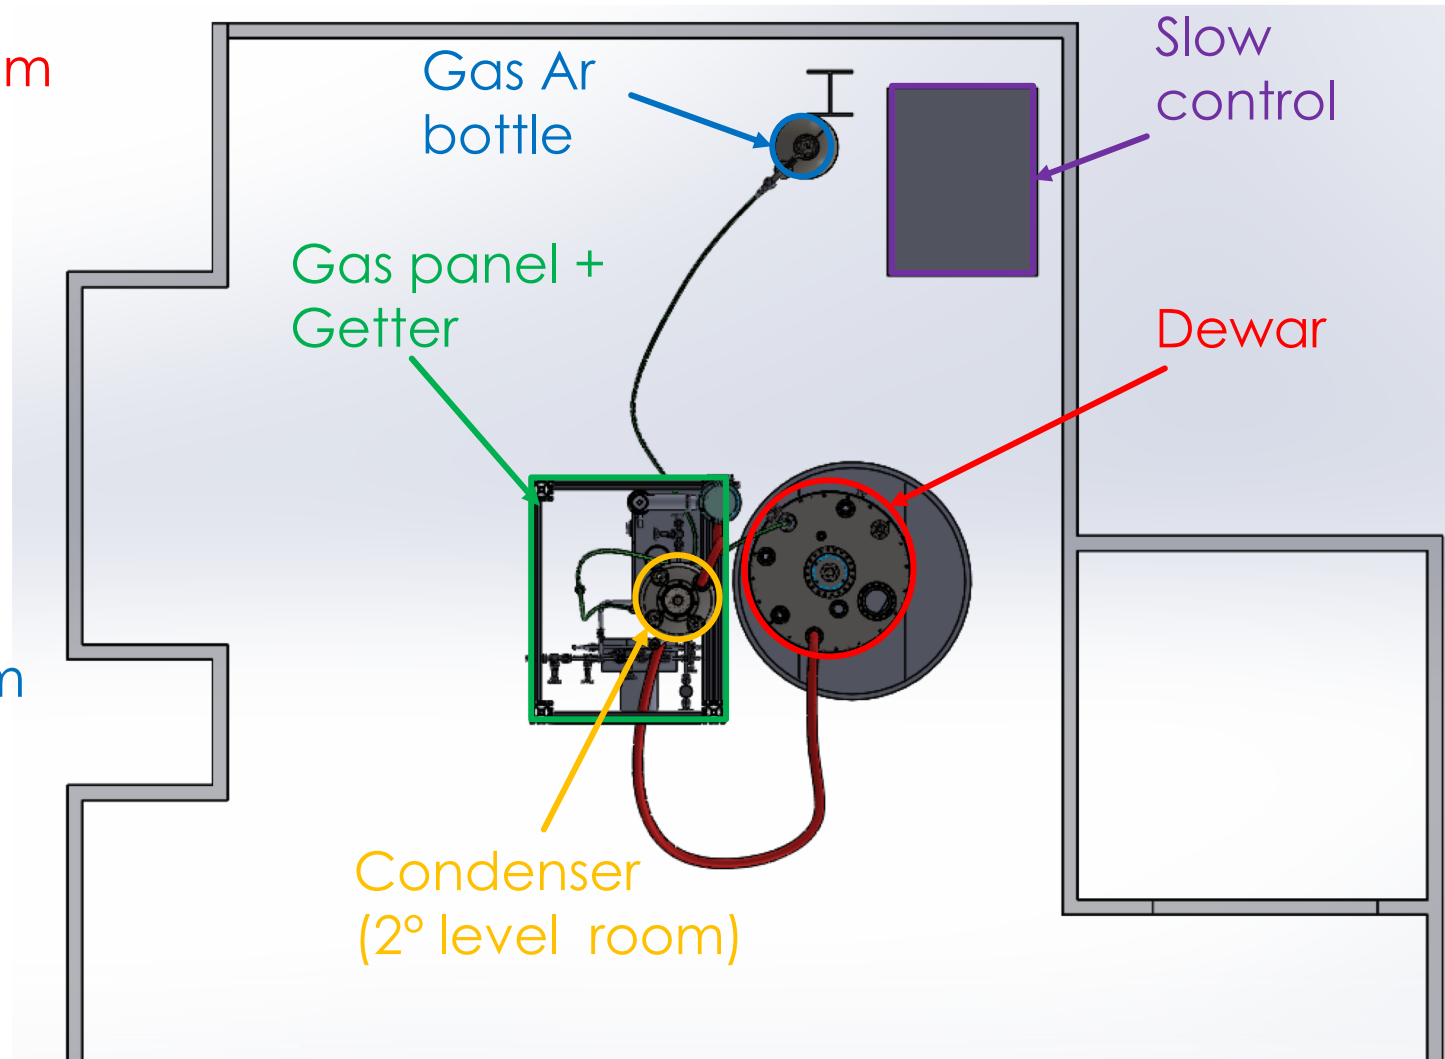 m
Gas Ar
bottle
Slow
control
Gas panel +
Getter
Dewar
m
Condenser
(2° level room)